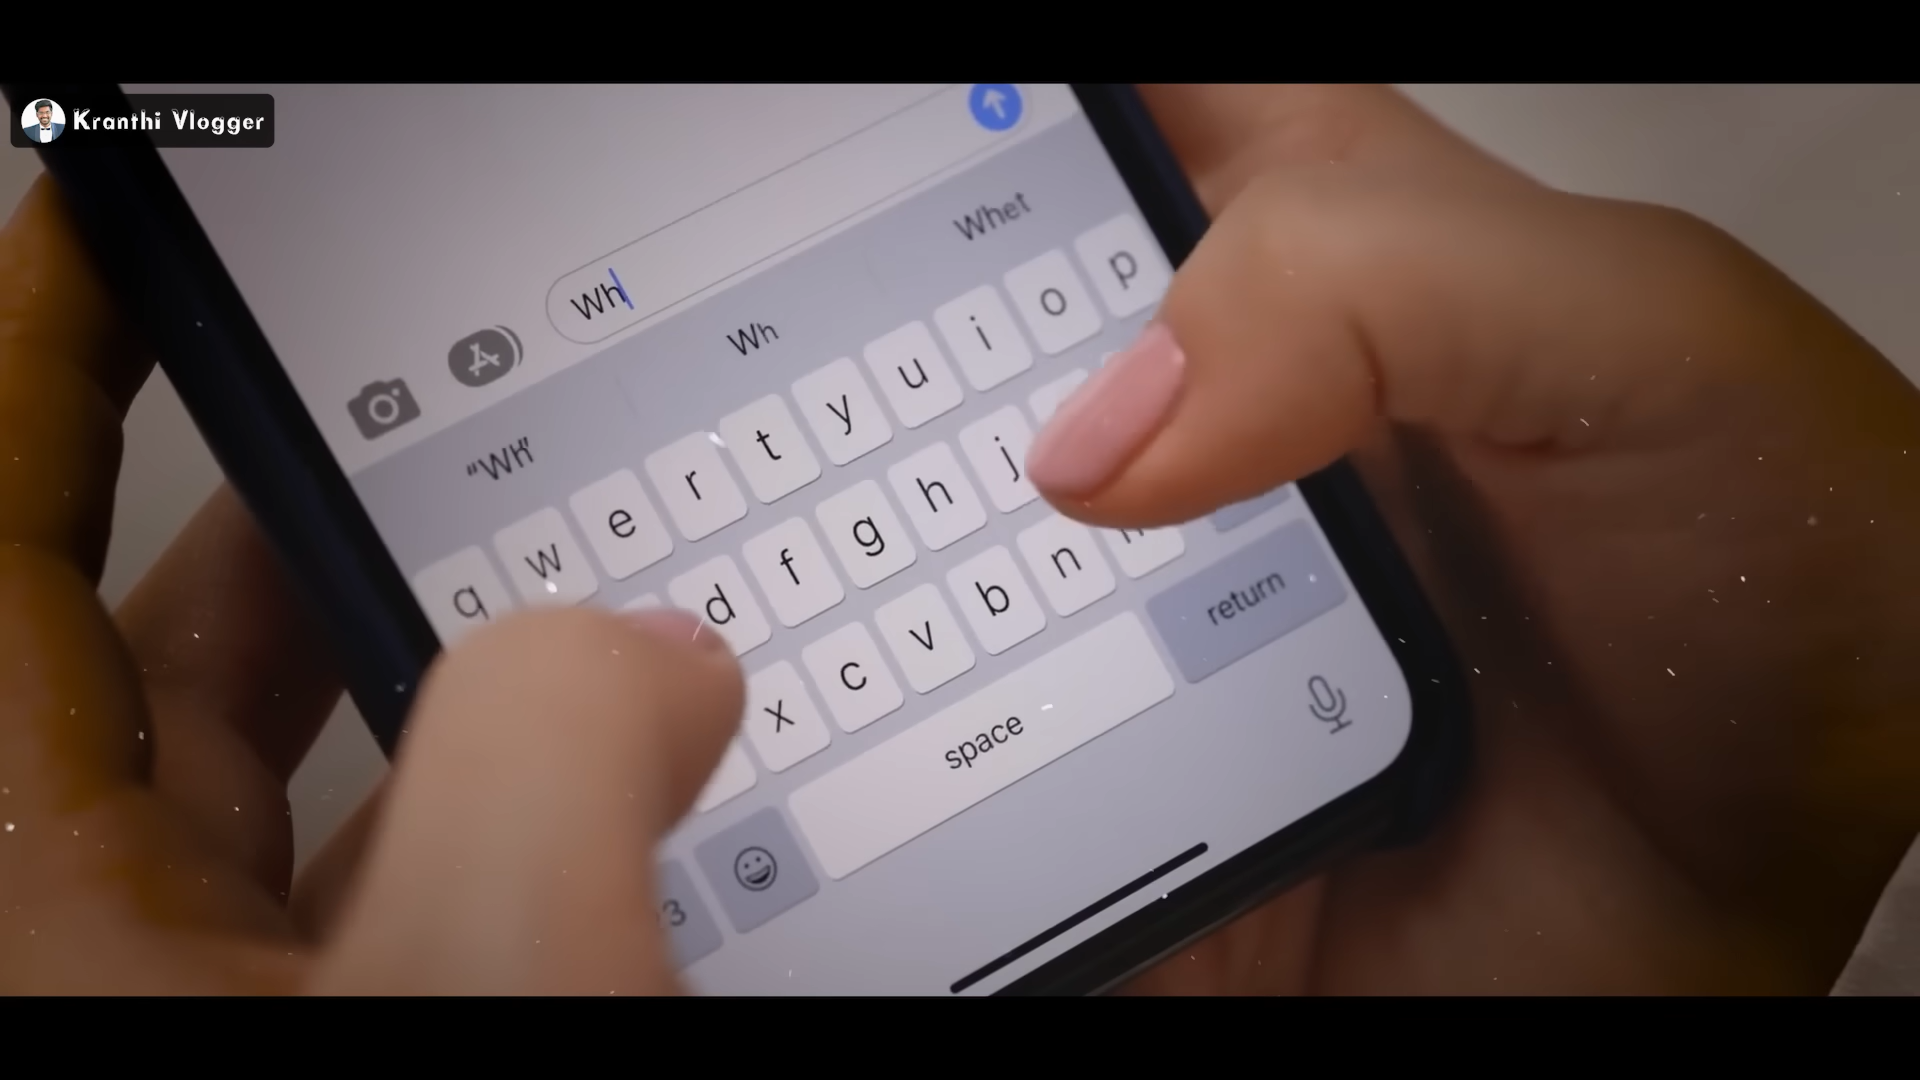 Kranthi Vlogger
Wh
"Wh"
Wh
Whet
q w e r t y u i o p
d f g h j
x c v b n
space
return